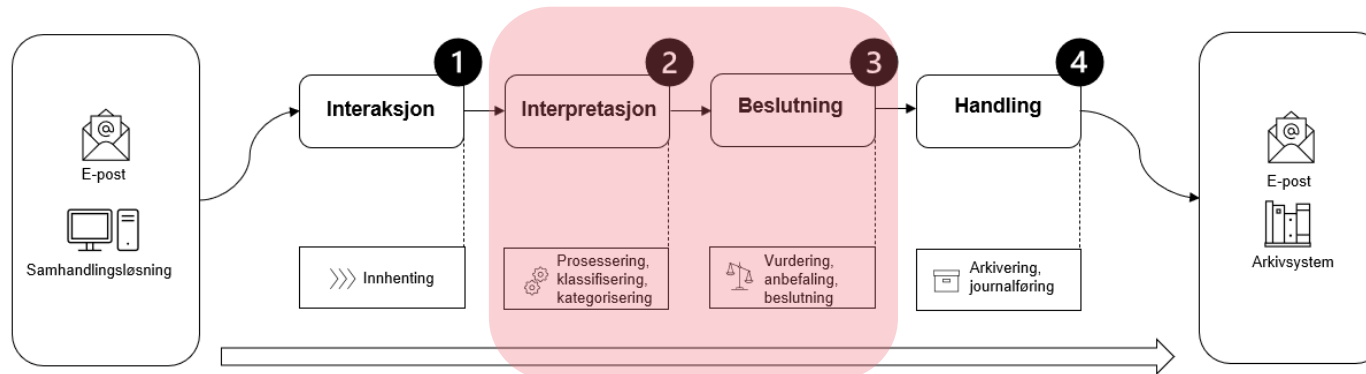 E-post
Samhandlingsløsning
1
Interaksjon
Innhenting
2
Interpretasjon
Prosessering,
klassifisering,
kategorisering
3
Beslutning
Vurdering,
anbefaling,
beslutning
4
Handling
Arkivering,
journalføring
E-post
Arkivsystem